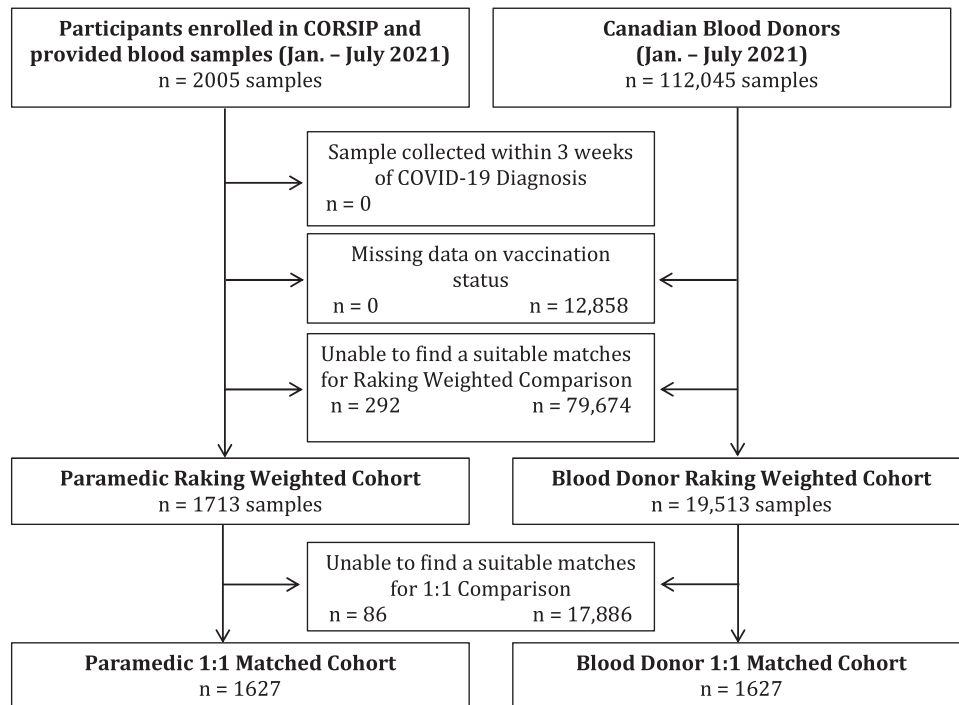 Participants enrolled in CORSIP and
provided blood samples (Jan. – July 2021)
n = 2005 samples
Canadian Blood Donors
(Jan. – July 2021)
n = 112,045 samples
Sample collected within 3 weeks
of COVID-19 Diagnosis
n = 0
Missing data on vaccination
status
n = 0 n = 12,858
Unable to find a suitable matches
for Raking Weighted Comparison
n = 292 n = 79,674
Paramedic Raking Weighted Cohort
n = 1713 samples
Blood Donor Raking Weighted Cohort
n = 19,513 samples
Unable to find a suitable matches
for 1:1 Comparison
n = 86 n = 17,886
Paramedic 1:1 Matched Cohort
n = 1627
Blood Donor 1:1 Matched Cohort
n = 1627